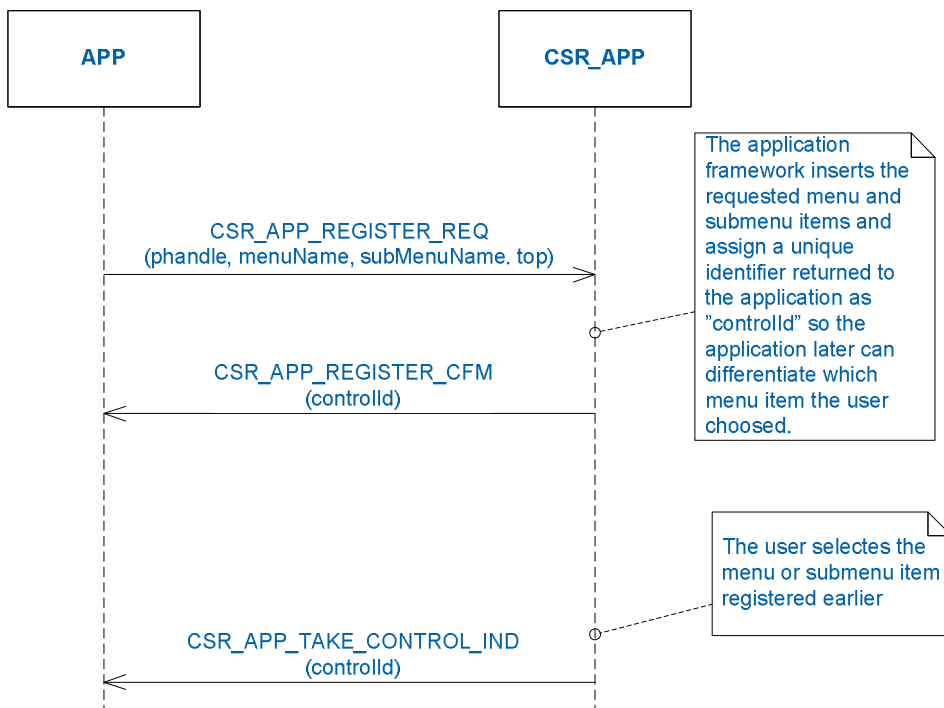 APP
CSR_APP
The application
framework inserts the
requested menu and
submenu items and
assign a unique
identifier returned to
the application as
”controlId” so the
application later can
differentiate which
menu item the user
choosed.
CSR_APP_REGISTER_REQ
(phandle, menuName, subMenuName. top)
CSR_APP_REGISTER_CFM
(controlId)
The user selectes the
menu or submenu item
registered earlier
CSR_APP_TAKE_CONTROL_IND
(controlId)